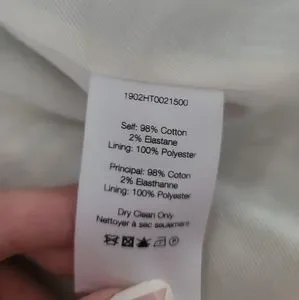 1902HT0021500
Self: 98% Cotton
2% Elastane
Lining: 100% Polyester
Principal: 98% Coton
2% Elasthanne
Lining: 100% Polyester
Dry Clean Only
Nettoyer à sec seulement